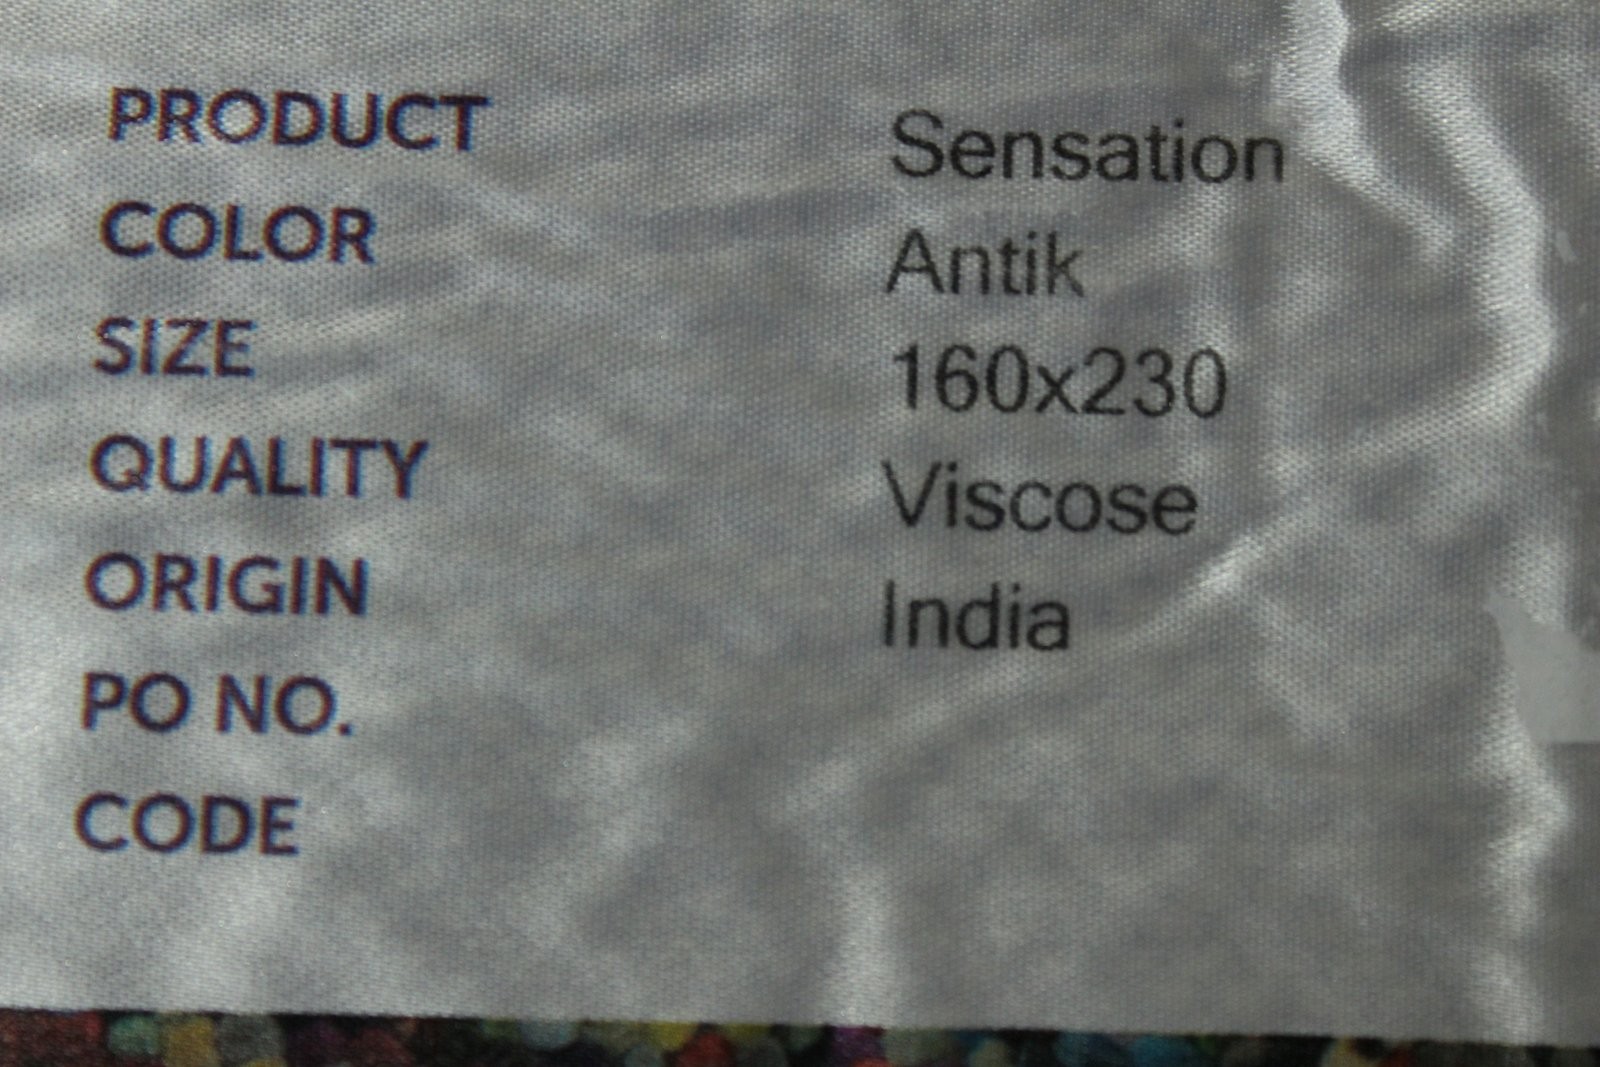 PRODUCT Sensation
COLOR Antik
SIZE 160x230
QUALITY Viscose
ORIGIN India
PO NO.
CODE